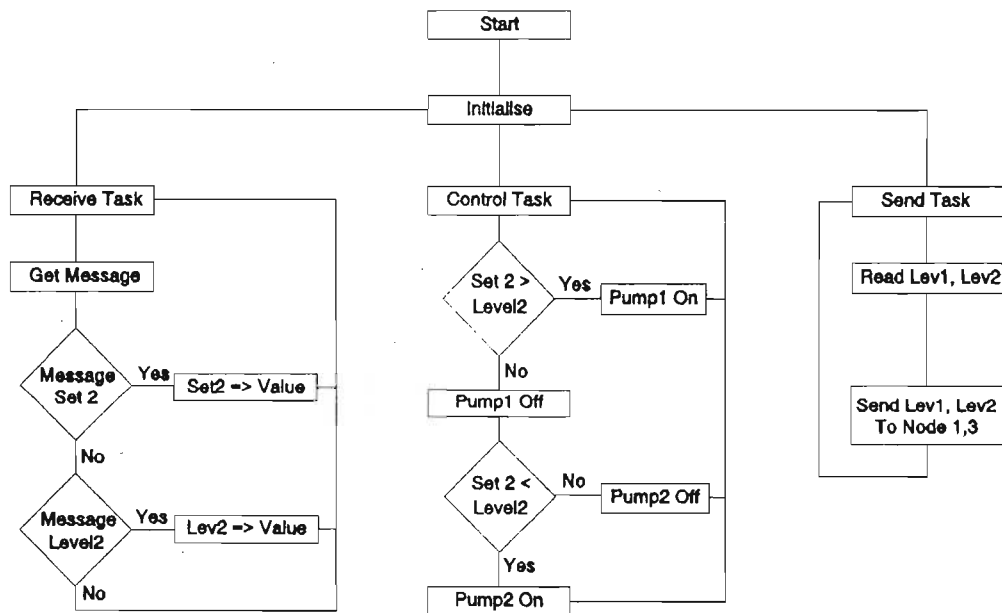 Start
Initialise
Receive Task
Get Message
Message
Set 2
Yes
Set2 => Value
No
Message
Level2
Yes
Lev2 => Value
No
Control Task
Set 2 >
Level2
Yes
Pump1 On
No
Pump1 Off
Set 2 <
Level2
No
Pump2 Off
Yes
Pump2 On
Send Task
Read Lev1, Lev2
Send Lev1, Lev2
To Node 1,3